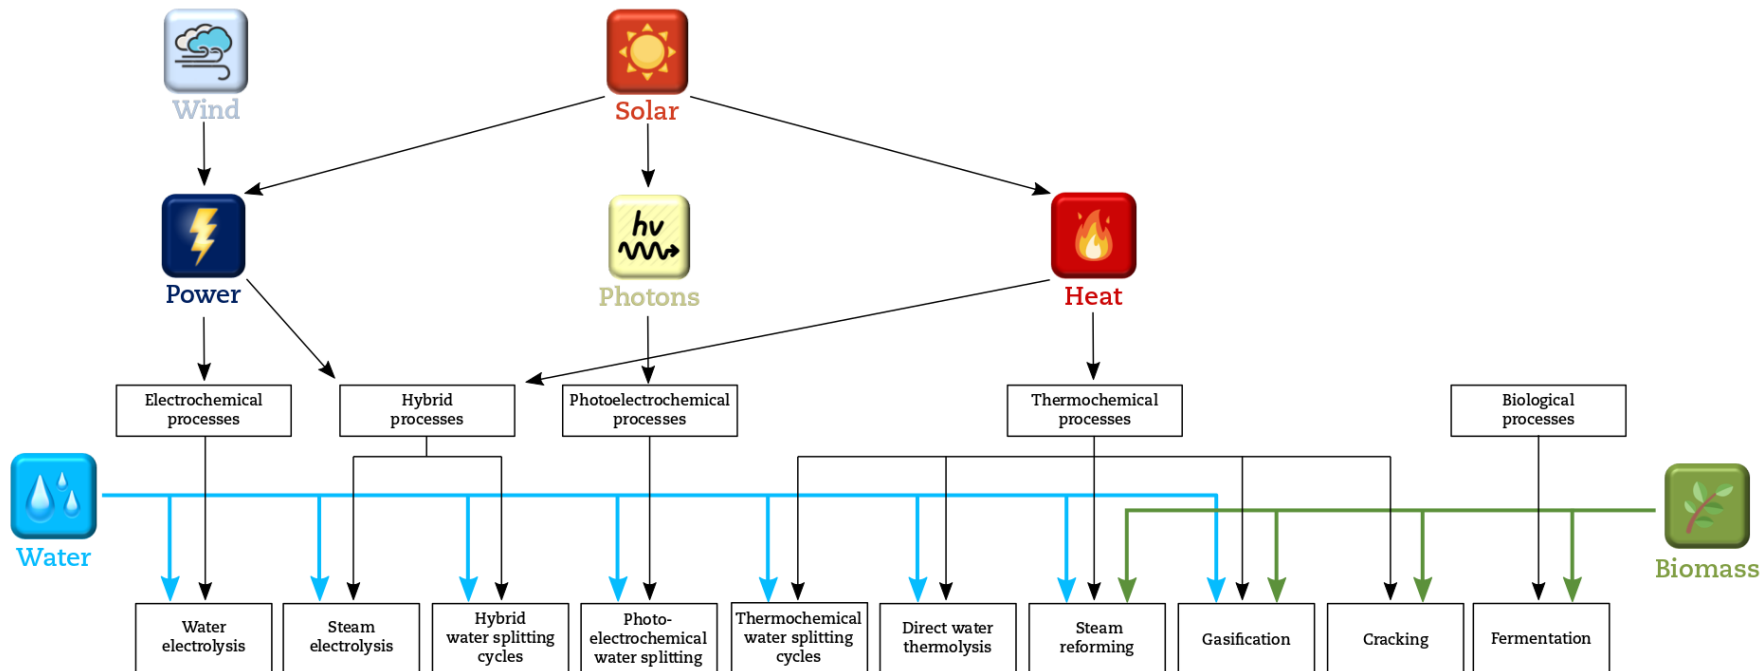 Wind
Solar
hν
Power
Photons
Heat
Electrochemical
processes
Hybrid
processes
Photoelectrochemical
processes
Thermochemical
processes
Biological
processes
Water
Biomass
Water
electrolysis
Steam
electrolysis
Hybrid
water splitting
cycles
Photo-
electrochemical
water splitting
Thermochemical
water splitting
cycles
Direct water
thermolysis
Steam
reforming
Gasification
Cracking
Fermentation